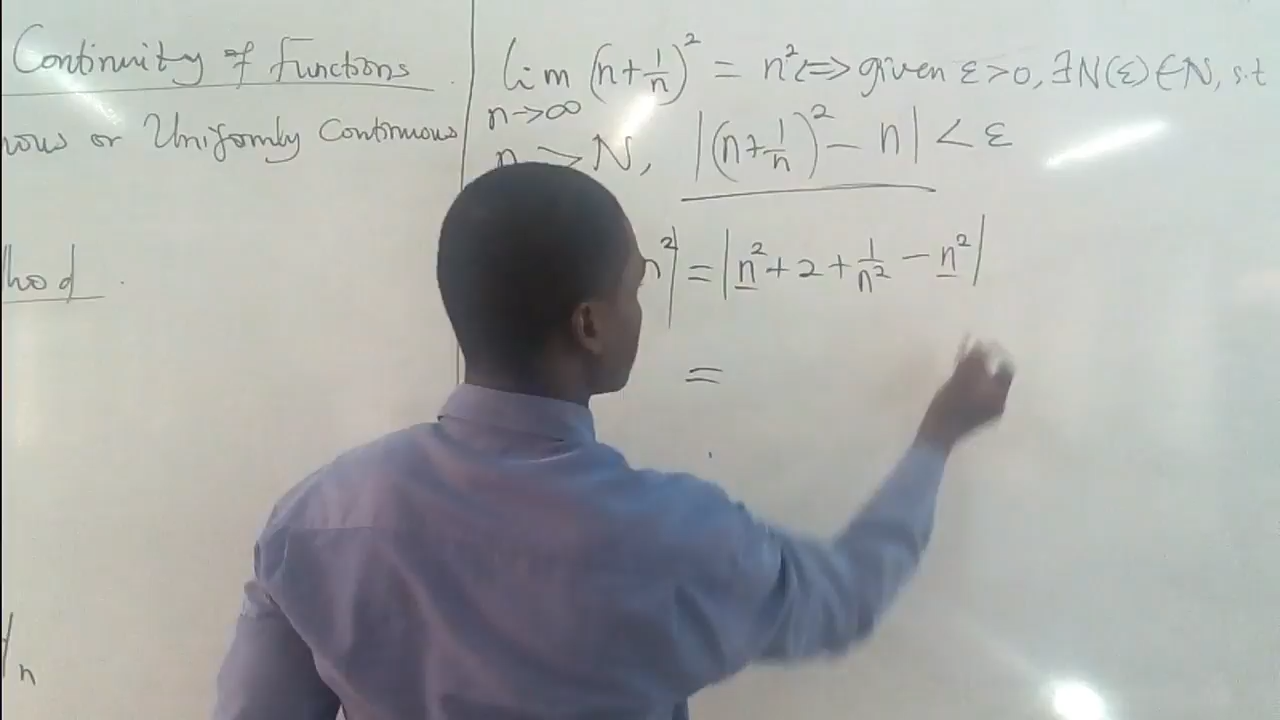 Continuity of Functions
nous or Uniformly Continuous
hod
n
lim (n+1/n)² = n² ⟺ given ε>0, ∃N(ε)∈N, s.t
n→∞
n > N, |(n+1/n)² - n| < ε
n²| = |n² + 2 + 1/n² - n²|
=